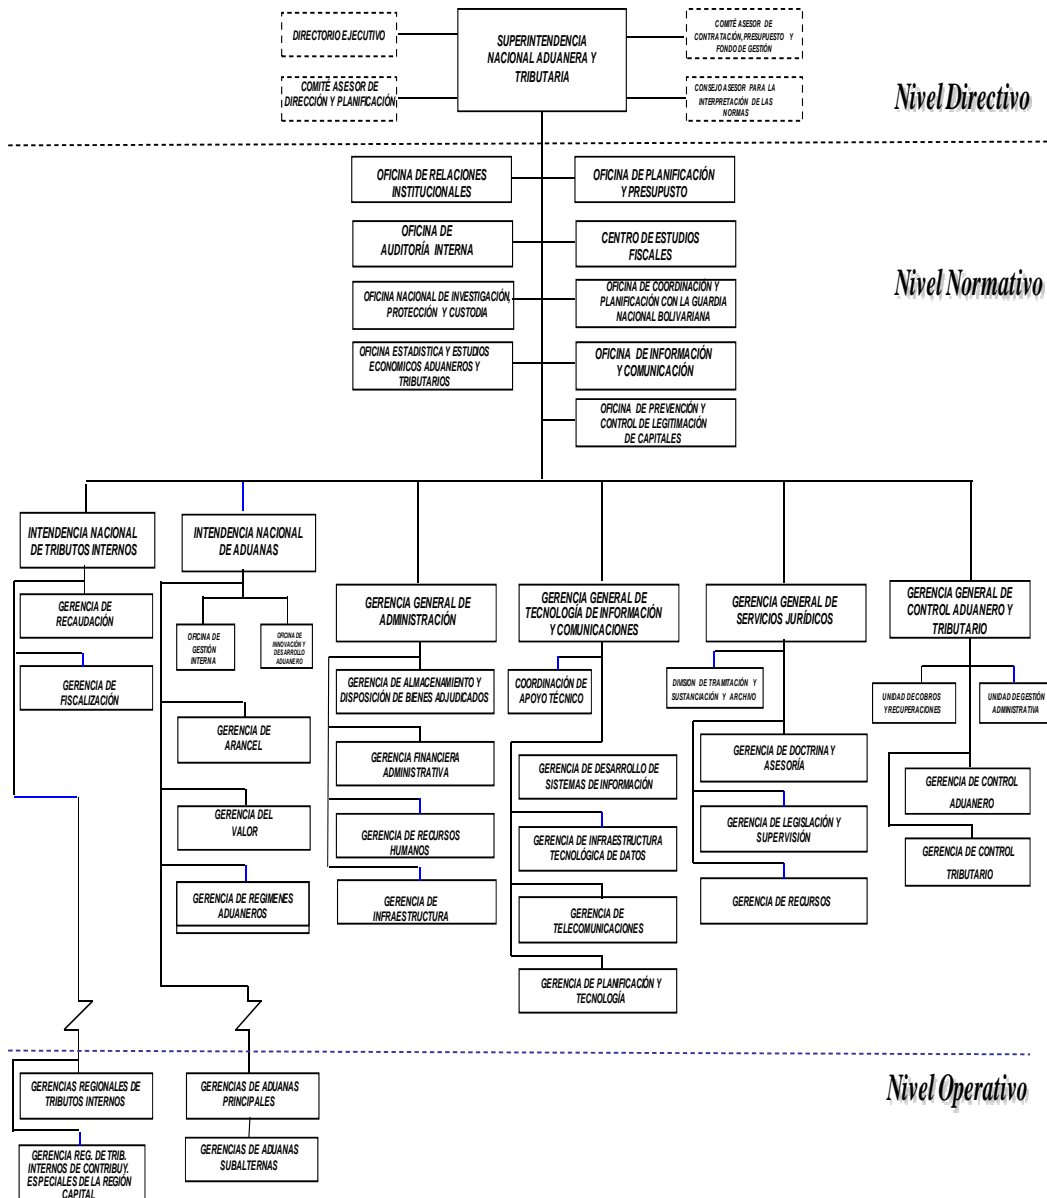 DIRECTORIO EJECUTIVO
SUPERINTENDENCIA
NACIONAL ADUANERA Y
TRIBUTARIA
COMITÉ ASESOR DE
CONTRATACIÓN, PRESUPUESTO Y
FONDO DE GESTIÓN
COMITÉ ASESOR DE
DIRECCIÓN Y PLANIFICACIÓN
CONSEJO ASESOR PARA LA
INTERPRETACIÓN DE LAS
NORMAS
Nivel Directivo
OFICINA DE RELACIONES
INSTITUCIONALES
OFICINA DE PLANIFICACIÓN
Y PRESUPUSTO
OFICINA DE
AUDITORÍA INTERNA
CENTRO DE ESTUDIOS
FISCALES
Nivel Normativo
OFICINA NACIONAL DE INVESTIGACIÓN,
PROTECCIÓN Y CUSTODIA
OFICINA DE COORDINACIÓN Y
PLANIFICACIÓN CON LA GUARDIA
NACIONAL BOLIVARIANA
OFICINA ESTADISTICA Y ESTUDIOS
ECONOMICOS ADUANEROS Y
TRIBUTARIOS
OFICINA DE INFORMACIÓN
Y COMUNICACIÓN
OFICINA DE PREVENCIÓN Y
CONTROL DE LEGITIMACIÓN
DE CAPITALES
INTENDENCIA NACIONAL
DE TRIBUTOS INTERNOS
GERENCIA DE
RECAUDACIÓN
GERENCIA DE
FISCALIZACIÓN
INTENDENCIA NACIONAL
DE ADUANAS
OFICINA DE
GESTIÓN
INTERNA
OFICINA DE
INNOVACIÓN Y
DESARROLLO
ADUANERO
GERENCIA DE
ARANCEL
GERENCIA DEL
VALOR
GERENCIA DE REGIMENES
ADUANEROS
GERENCIA GENERAL DE
ADMINISTRACIÓN
GERENCIA DE ALMACENAMIENTO Y
DISPOSICIÓN DE BIENES ADJUDICADOS
GERENCIA FINANCIERA
ADMINISTRATIVA
GERENCIA DE RECURSOS
HUMANOS
GERENCIA DE
INFRAESTRUCTURA
GERENCIA GENERAL DE
TECNOLOGÍA DE INFORMACIÓN
Y COMUNICACIONES
COORDINACIÓN DE
APOYO TÉCNICO
GERENCIA DE DESARROLLO DE
SISTEMAS DE INFORMACIÓN
GERENCIA DE INFRAESTRUCTURA
TECNOLÓGICA DE DATOS
GERENCIA DE
TELECOMUNICACIONES
GERENCIA DE PLANIFICACIÓN Y
TECNOLOGÍA
GERENCIA GENERAL DE
SERVICIOS JURÍDICOS
DIVISION DE TRAMITACIÓN Y
SUSTANCIACIÓN Y ARCHIVO
GERENCIA DE DOCTRINA Y
ASESORÍA
GERENCIA DE LEGISLACIÓN Y
SUPERVISIÓN
GERENCIA DE RECURSOS
GERENCIA GENERAL DE
CONTROL ADUANERO Y
TRIBUTARIO
UNIDAD DE COBROS
Y RECUPERACIONES
UNIDAD DE GESTIÓN
ADMINISTRATIVA
GERENCIA DE CONTROL
ADUANERO
GERENCIA DE CONTROL
TRIBUTARIO
Nivel Operativo
GERENCIAS REGIONALES DE
TRIBUTOS INTERNOS
GERENCIA REG. DE TRIB.
INTERNOS DE CONTRIBUY.
ESPECIALES DE LA REGIÓN
CAPITAL
GERENCIAS DE ADUANAS
PRINCIPALES
GERENCIAS DE ADUANAS
SUBALTERNAS